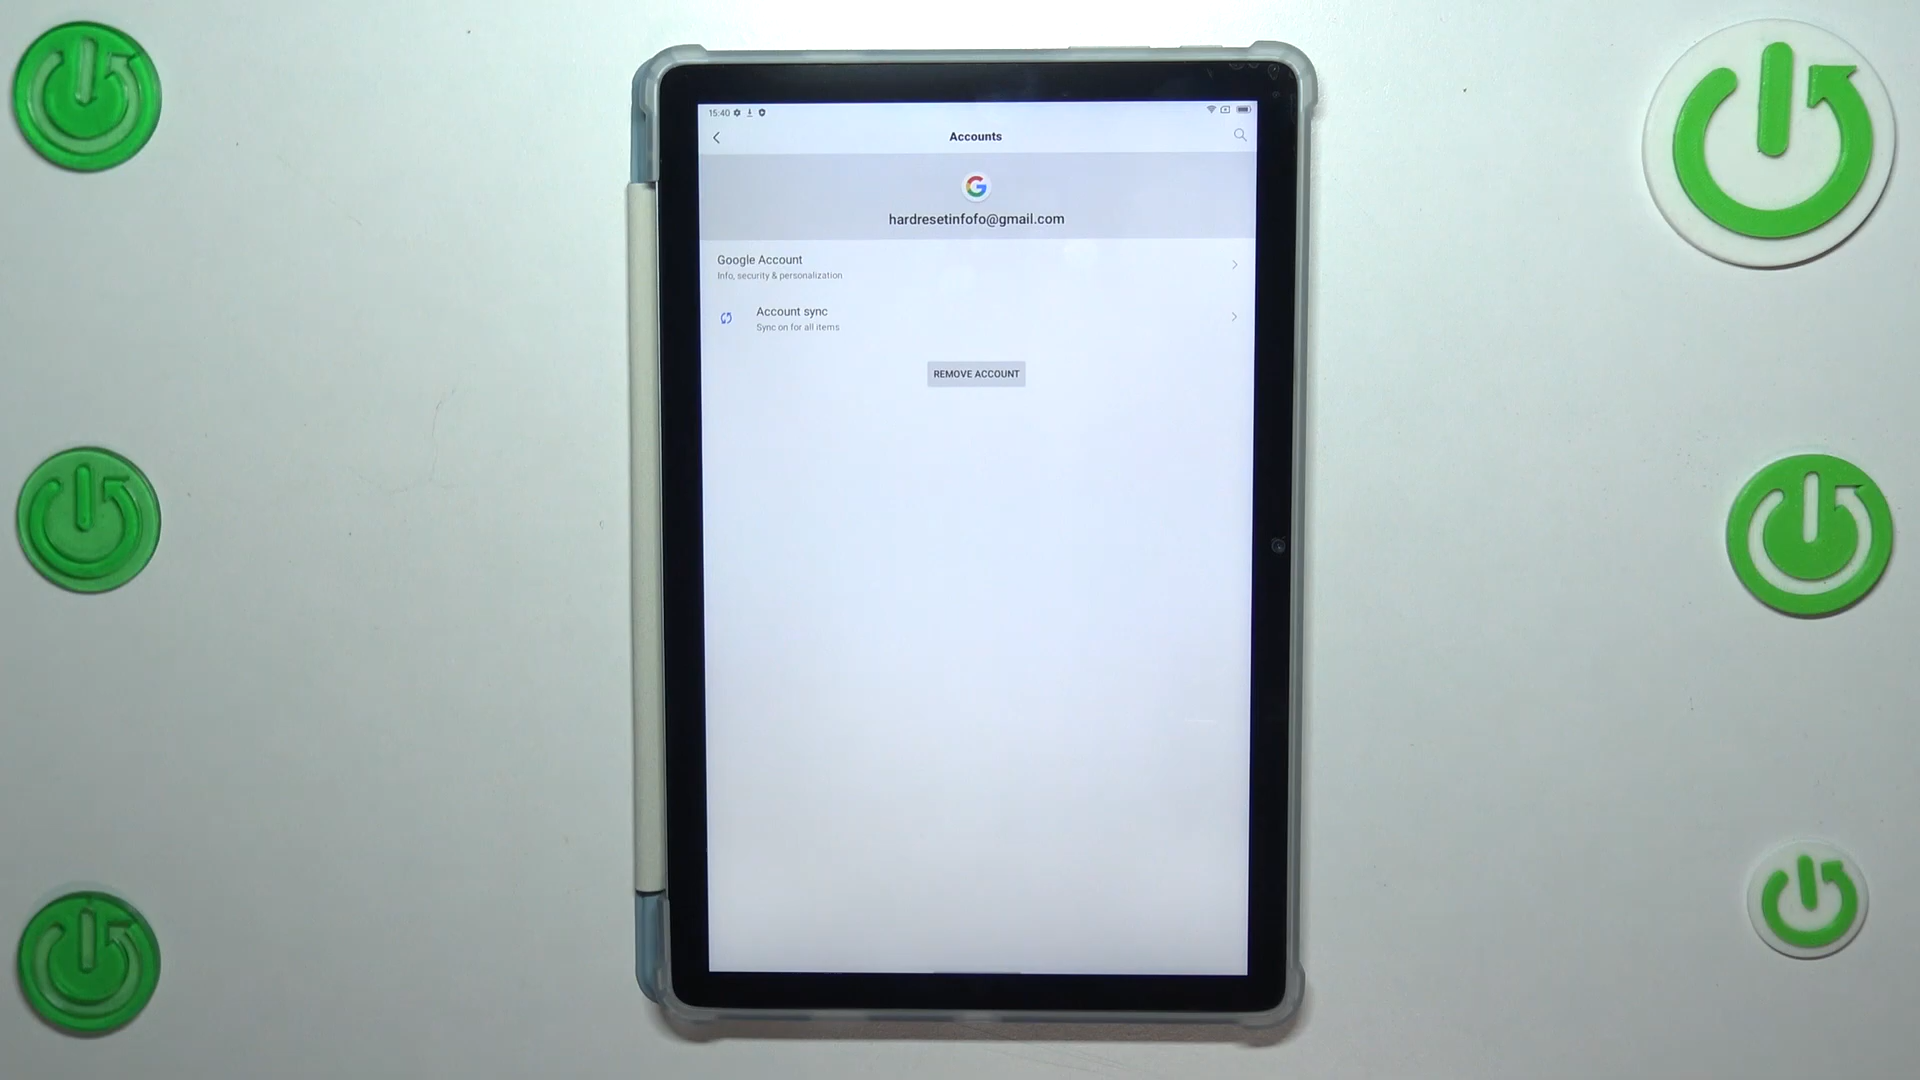 15:40
Accounts
G
hardresetinfofo@gmail.com
Google Account
Info, security & personalization
Account sync
Sync on for all items
REMOVE ACCOUNT